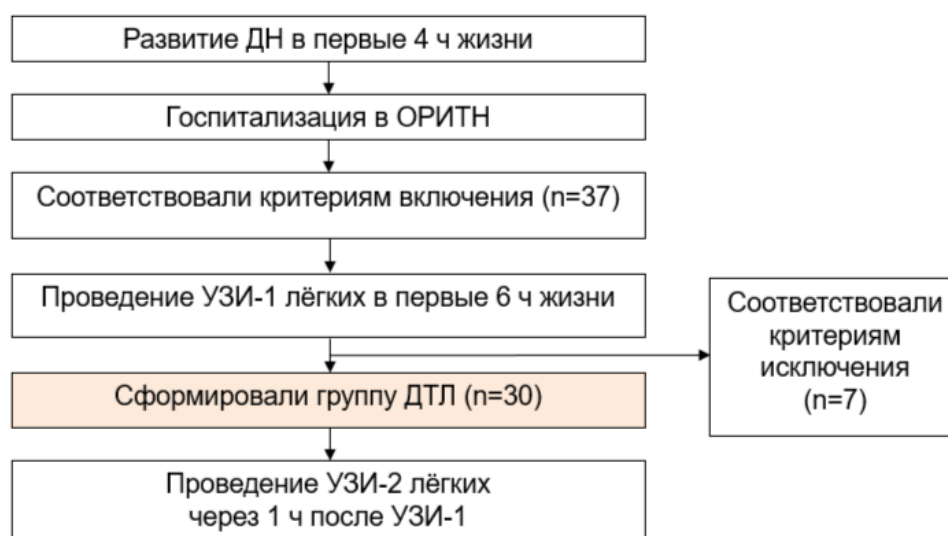 Развитие ДН в первые 4 ч жизни
Госпитализация в ОРИТН
Соответствовали критериям включения (n=37)
Проведение УЗИ-1 лёгких в первые 6 ч жизни
Соответствовали
критериям
исключения
(n=7)
Сформировали группу ДТЛ (n=30)
Проведение УЗИ-2 лёгких
через 1 ч после УЗИ-1